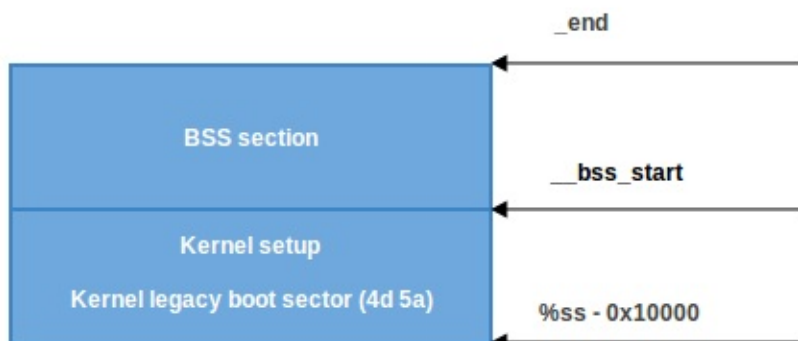 _end
BSS section
__bss_start
Kernel setup
Kernel legacy boot sector (4d 5a)
%ss - 0x10000